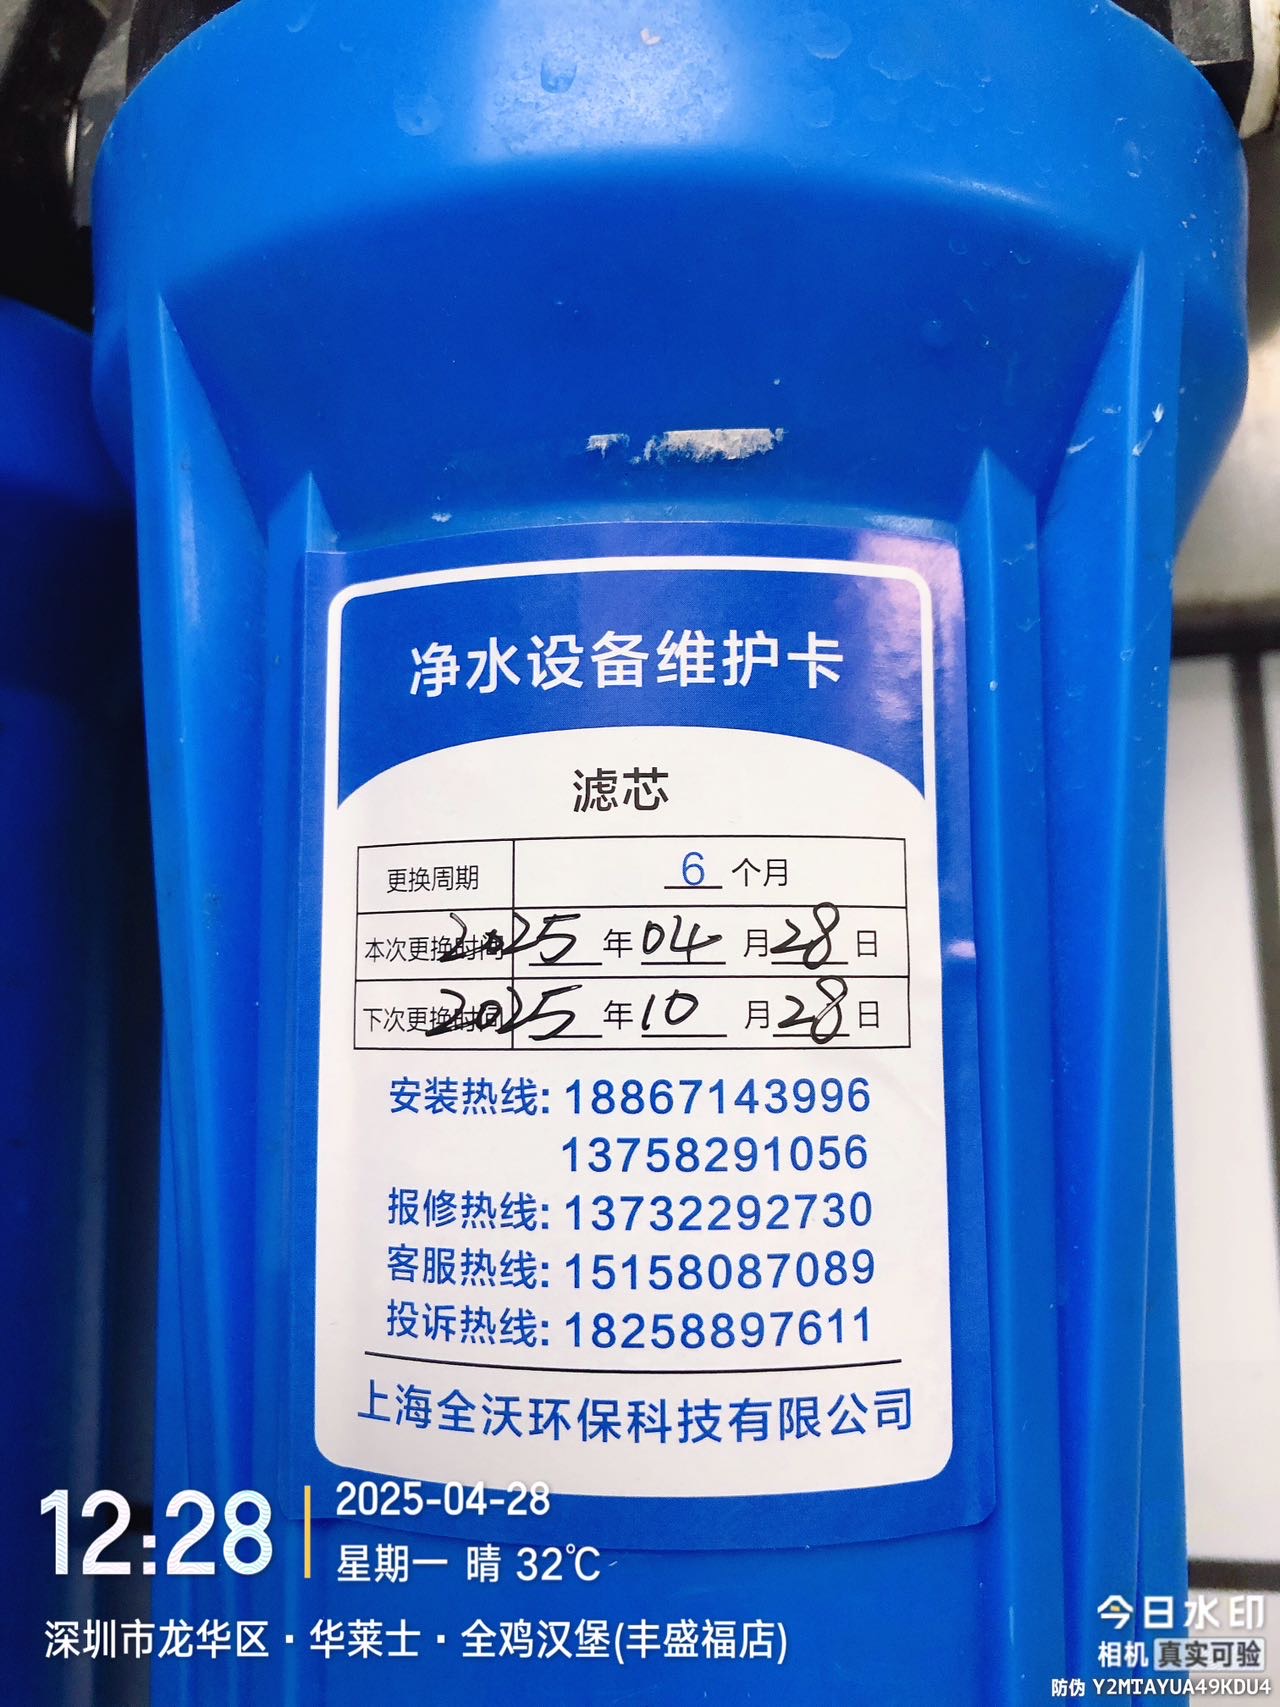 净水设备维护卡
滤芯
更换周期 6 个月
本次更换时间 2025 年 04 月 28 日
下次更换时间 2025 年 10 月 28 日
安装热线: 18867143996
13758291056
报修热线: 13732292730
客服热线: 15158087089
投诉热线: 18258897611
上海全沃环保科技有限公司
12:28
2025-04-28
星期一 晴 32℃
深圳市龙华区·华莱士·全鸡汉堡(丰盛福店)
今日水印
相机 真实可验
防伪 Y2MTAYUA49KDU4